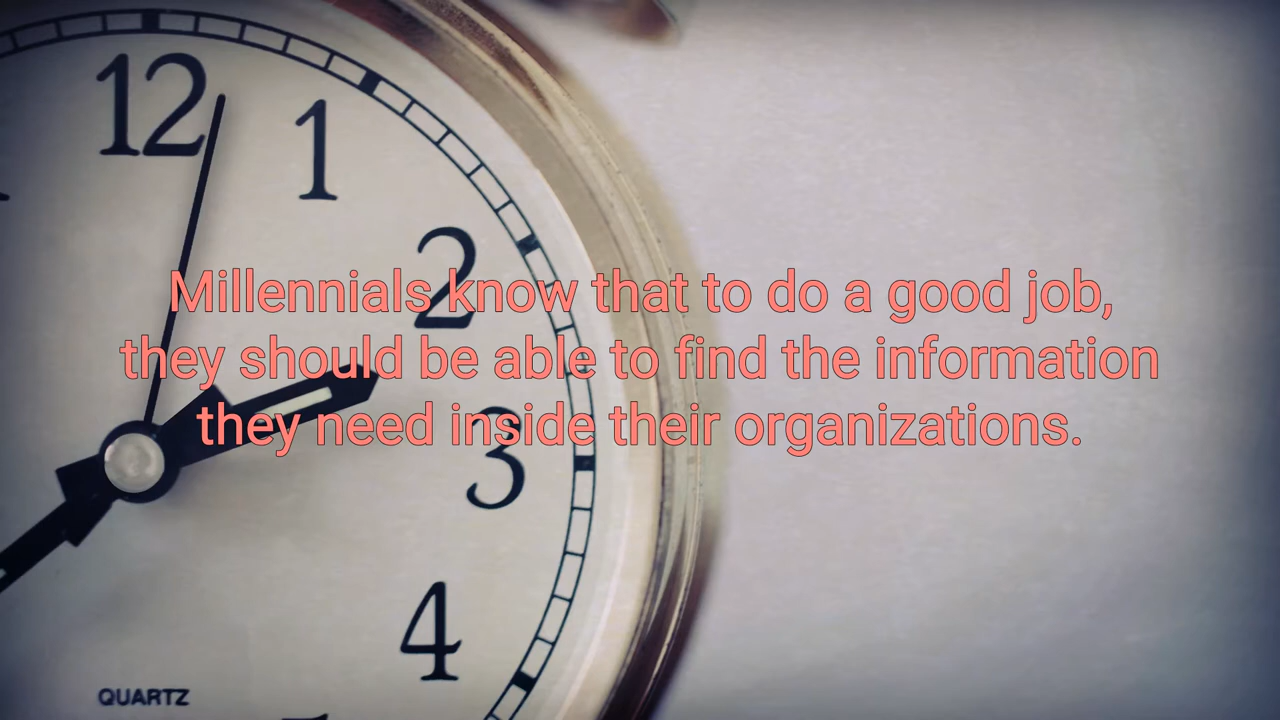 12
1
2
Millennials know that to do a good job,
they should be able to find the information
they need inside their organizations.
3
4
QUARTZ